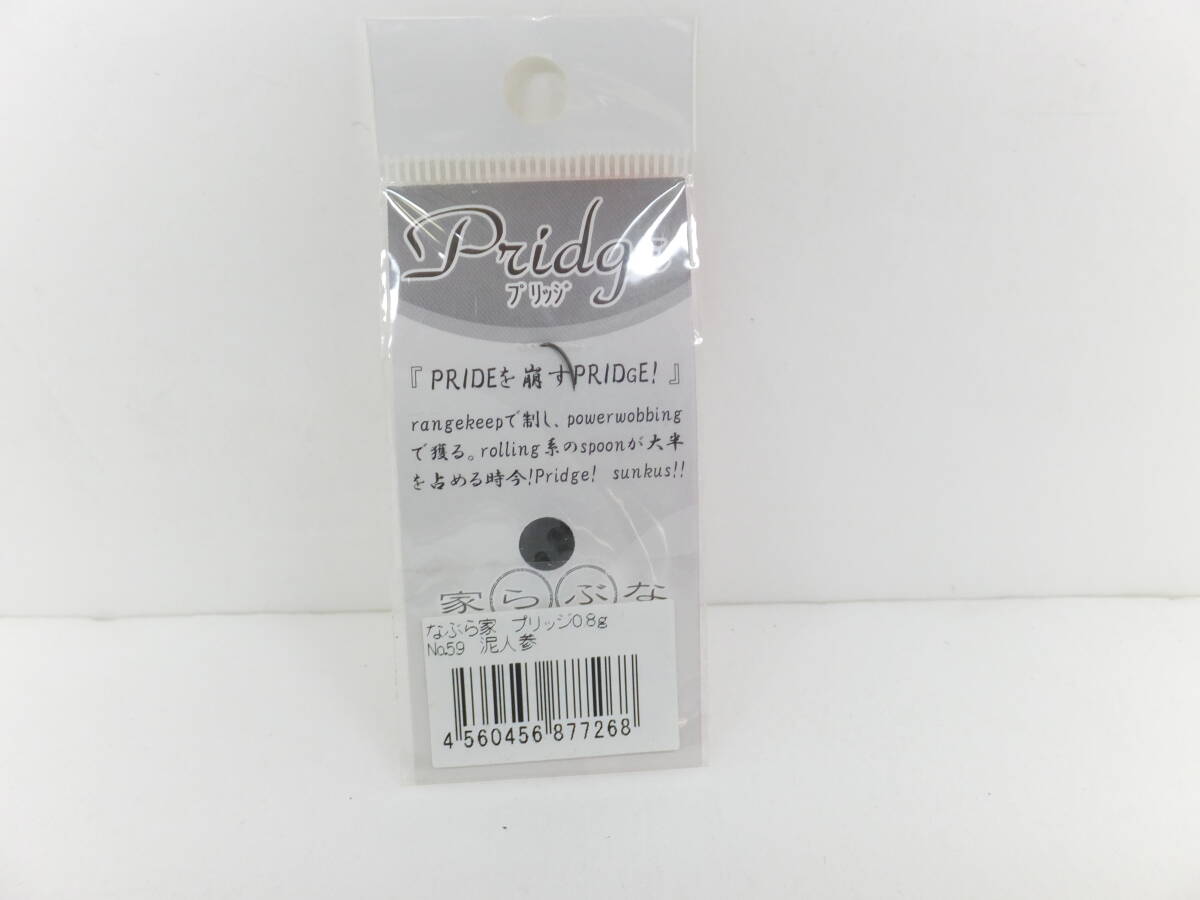 Pridge
プリッジ
『PRIDEを崩すPRIDGE!』
rangekeepで制し、powerwobbing
で獲る。rolling系のspoonが大半
を占める時今!Pridge! sunkus!!
家らぶな
なぶら家 プリッジ0.8g
No.59 泥人参
4 560456 877268